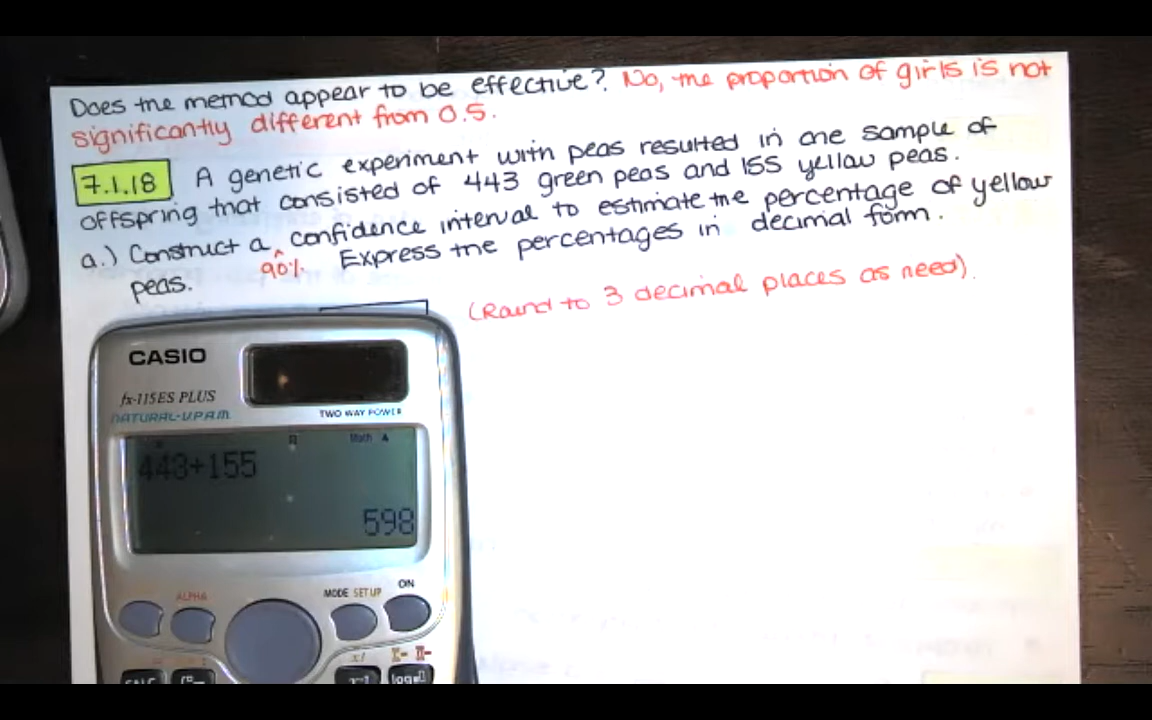 Does the method appear to be effective? No, the proportion of girls is not
significantly different from 0.5.
7.1.18 A genetic experiment with peas resulted in one sample of
offspring that consisted of 443 green peas and 155 yellow peas.
a.) Construct a 90% confidence interval to estimate the percentage of yellow
peas. Express the percentages in decimal form.
(Round to 3 decimal places as need).
CASIO
fx-115ES PLUS
NATURAL-V.P.A.M.
TWO WAY POWER
Math ▲
443+155
598
ALPHA
MODE SETUP
ON
x!
CALC
x⁻¹